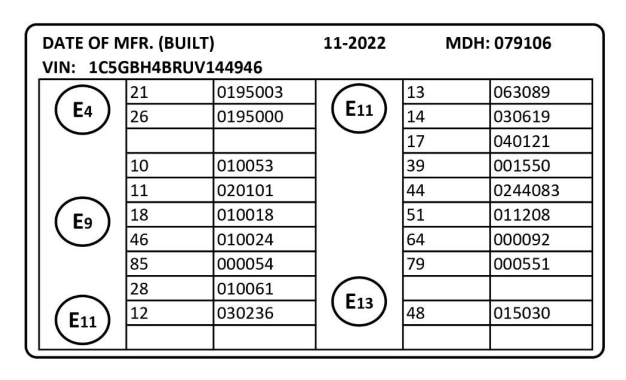 DATE OF MFR. (BUILT) 11-2022 MDH: 079106
VIN: 1C5GBH4BRUV144946
E4
21 0195003
26 0195000
E9
10 010053
11 020101
18 010018
46 010024
85 000054
28 010061
E11
12 030236
E11
13 063089
14 030619
17 040121
39 001550
44 0244083
51 011208
64 000092
79 000551
E13
48 015030